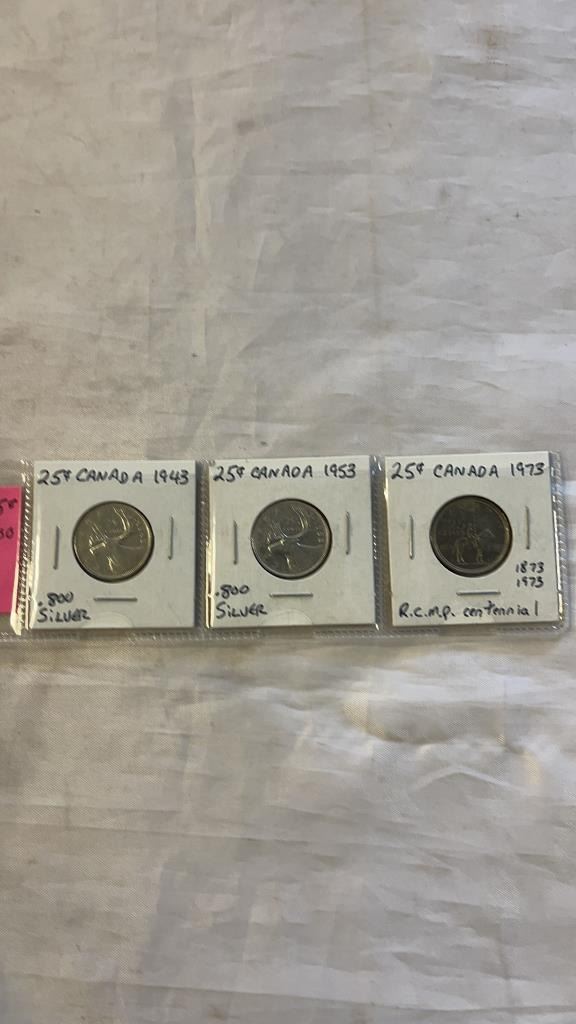 25¢ CANADA 1943
.800
SILVER
25¢ CANADA 1953
.800
SILVER
25¢ CANADA 1973
1873
1973
R.C.M.P. centennial